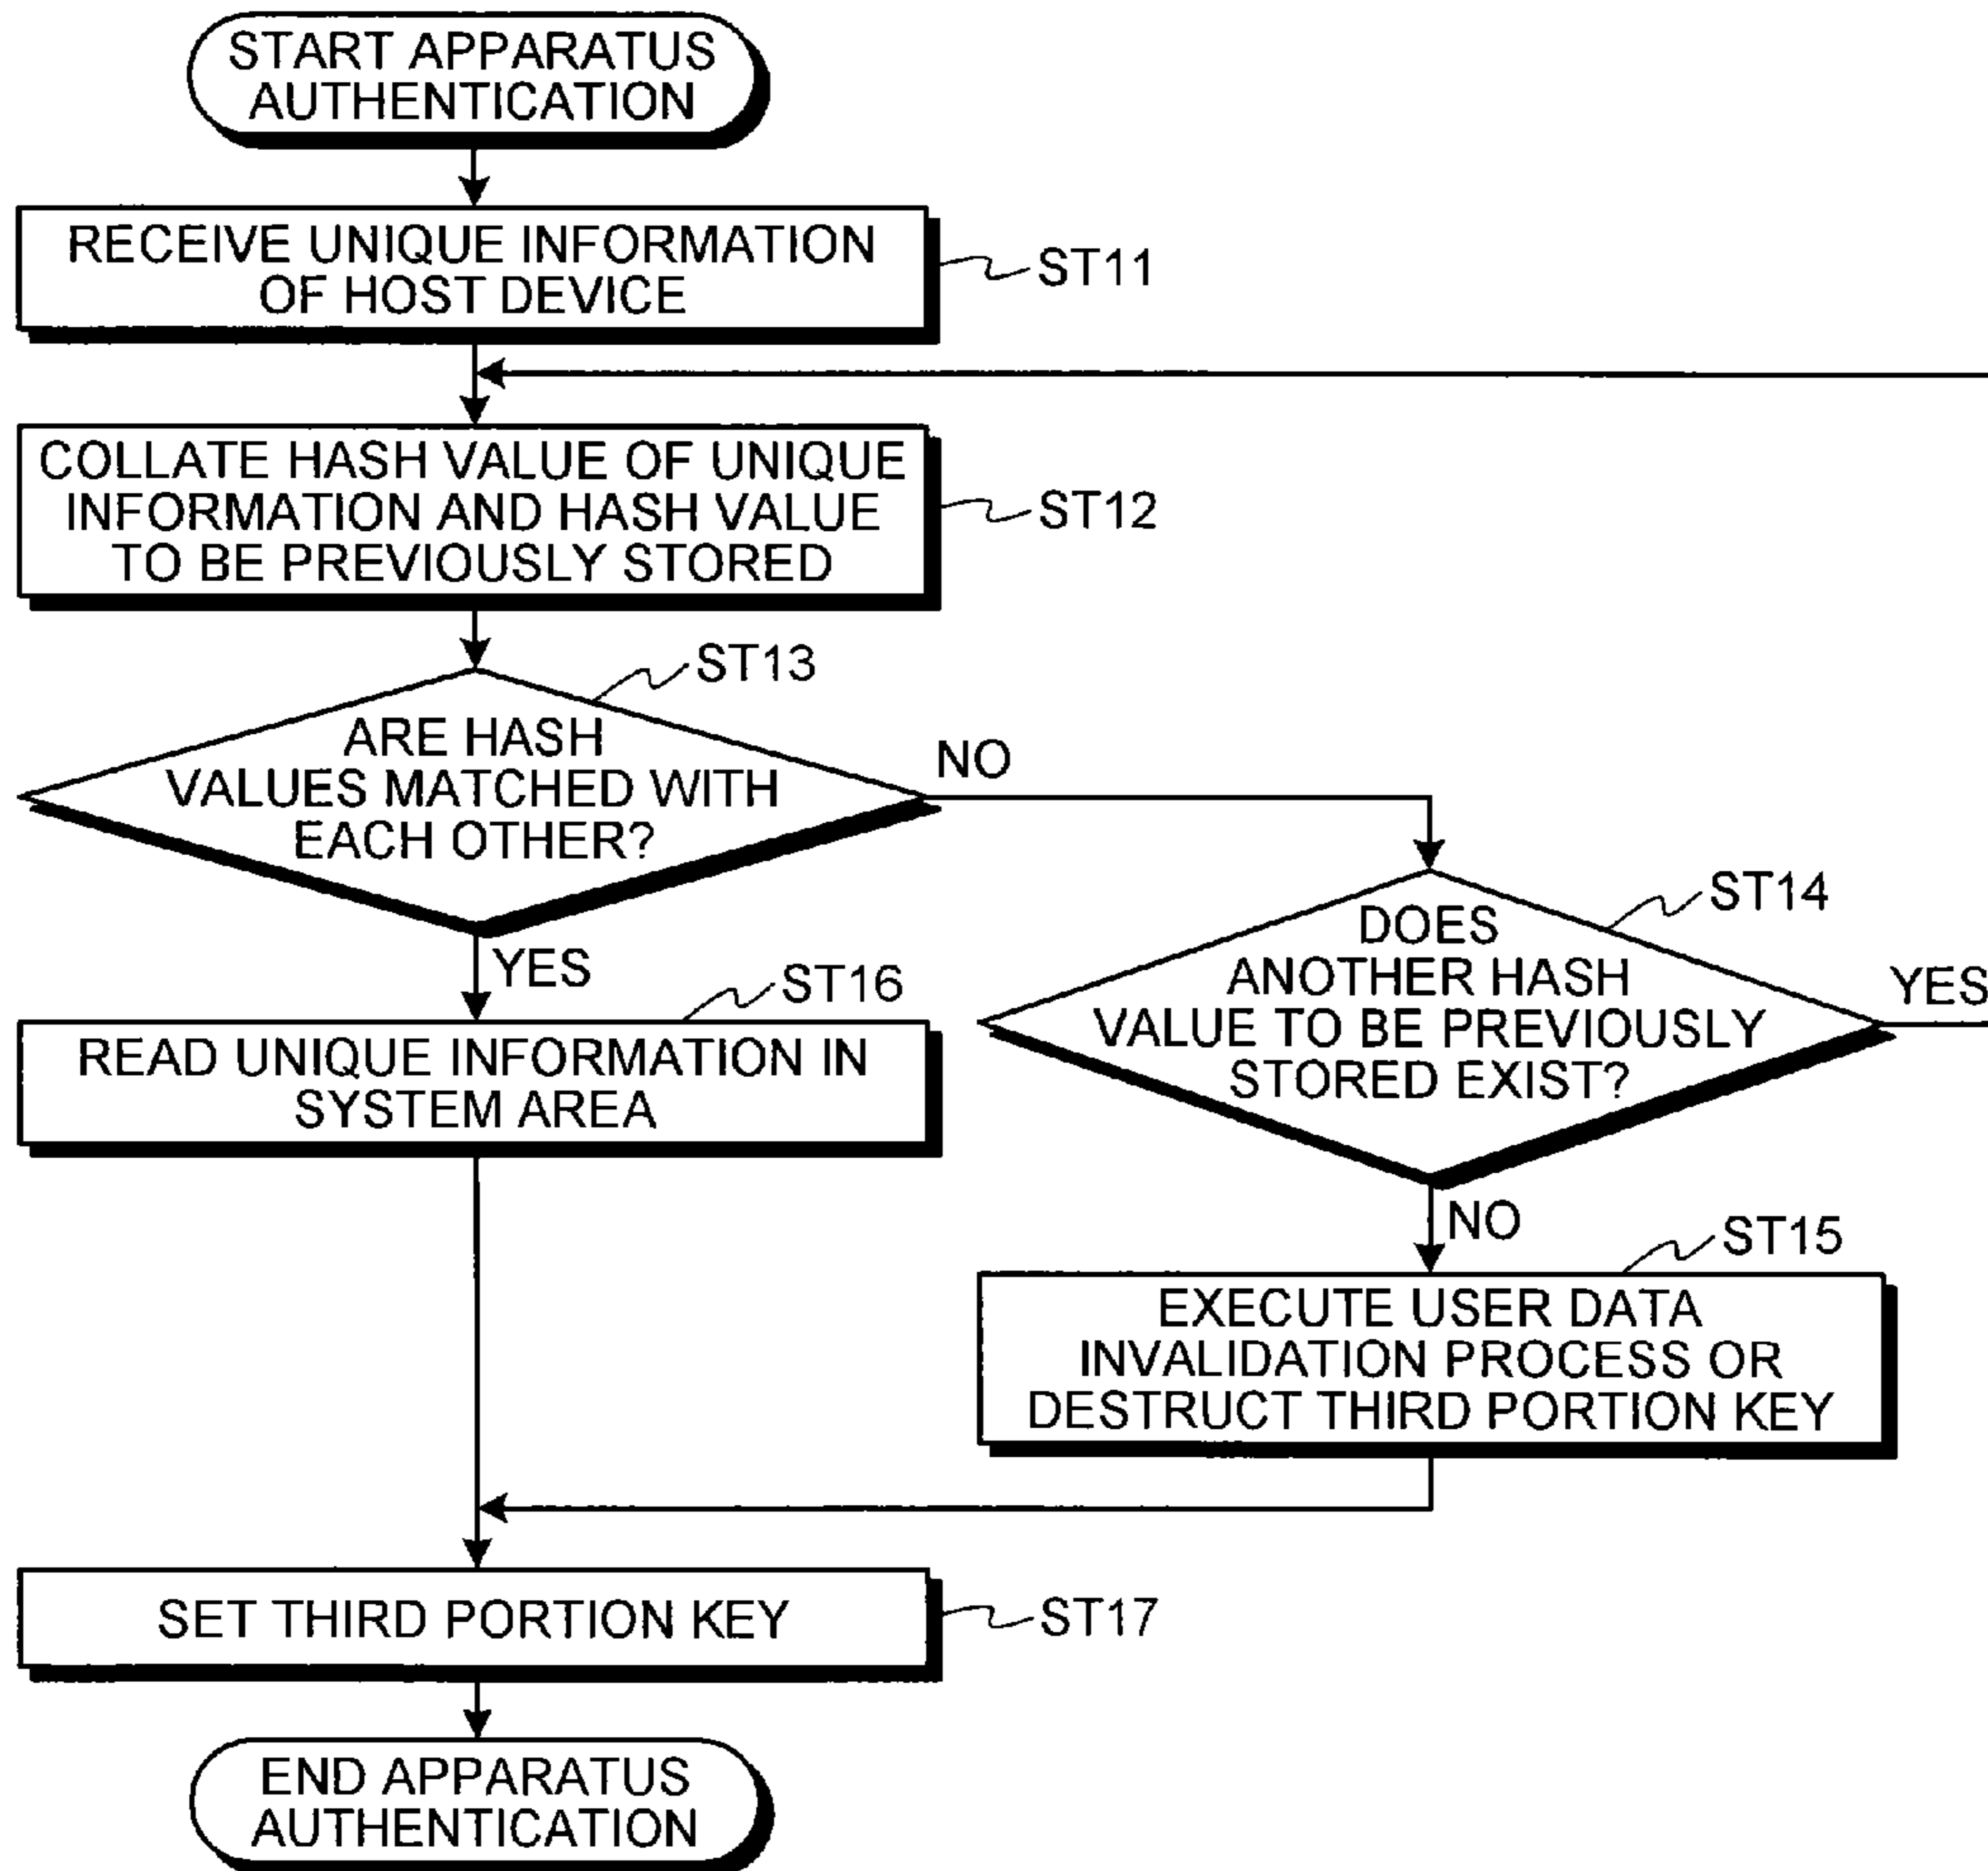 START APPARATUS
AUTHENTICATION
RECEIVE UNIQUE INFORMATION
OF HOST DEVICE
ST11
COLLATE HASH VALUE OF UNIQUE
INFORMATION AND HASH VALUE
TO BE PREVIOUSLY STORED
ST12
ST13
ARE HASH
VALUES MATCHED WITH
EACH OTHER?
NO
YES
ST14
DOES
ANOTHER HASH
VALUE TO BE PREVIOUSLY
STORED EXIST?
YES
NO
ST16
READ UNIQUE INFORMATION IN
SYSTEM AREA
ST15
EXECUTE USER DATA
INVALIDATION PROCESS OR
DESTRUCT THIRD PORTION KEY
SET THIRD PORTION KEY
ST17
END APPARATUS
AUTHENTICATION